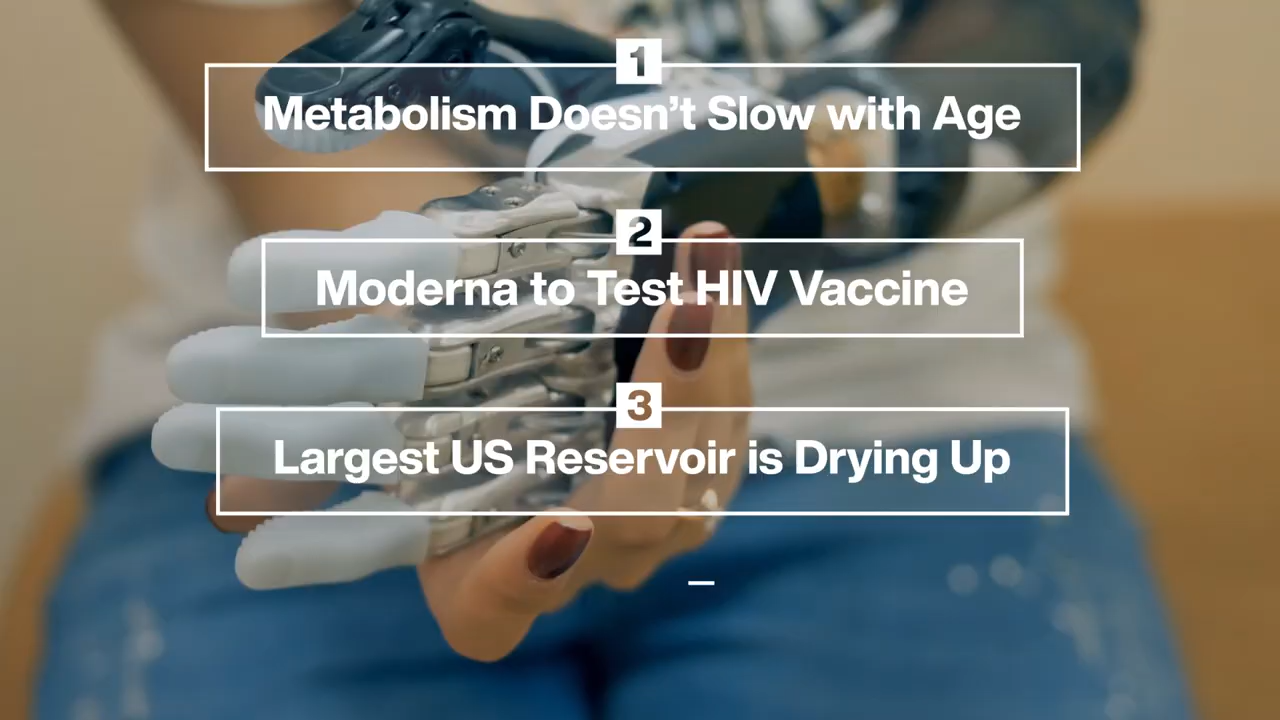 1
Metabolism Doesn’t Slow with Age
2
Moderna to Test HIV Vaccine
3
Largest US Reservoir is Drying Up